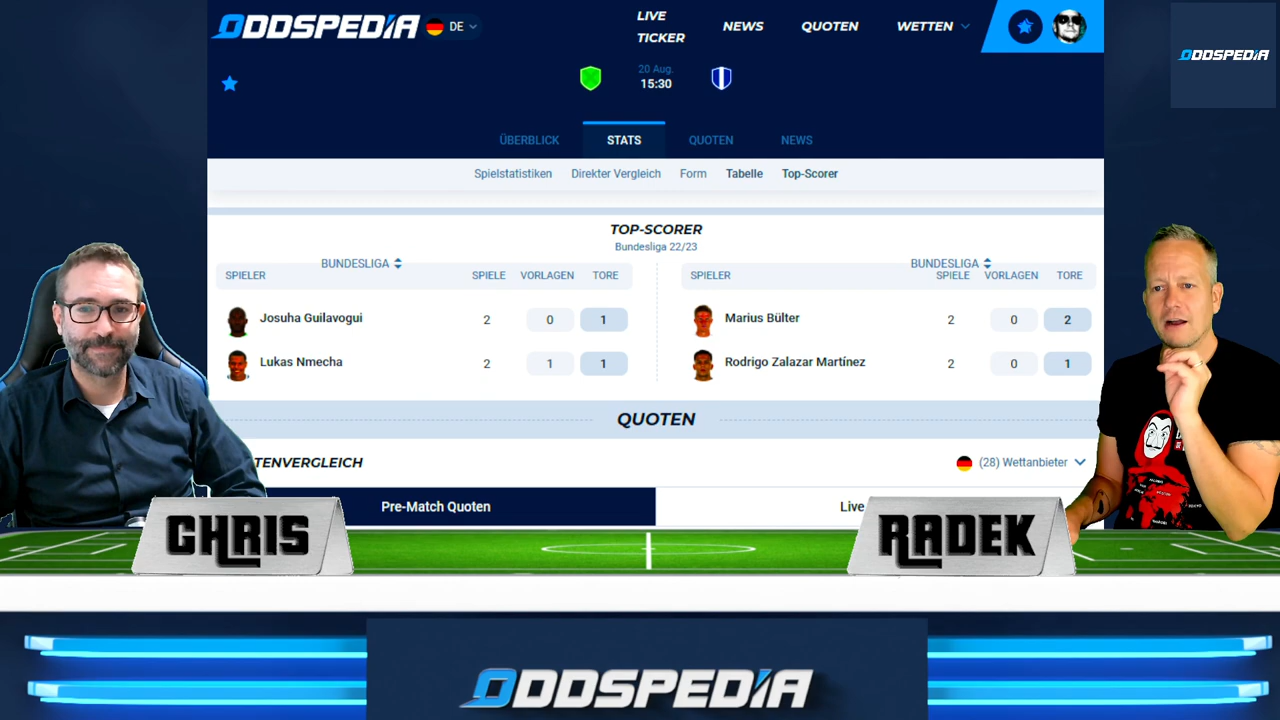 ODDSPEDIA
DE
LIVE TICKER
NEWS
QUOTEN
WETTEN
ODDSPEDIA
20 Aug.
15:30
ÜBERBLICK
STATS
QUOTEN
NEWS
Spielstatistiken
Direkter Vergleich
Form
Tabelle
Top-Scorer
TOP-SCORER
Bundesliga 22/23
BUNDESLIGA
SPIELER SPIELE VORLAGEN TORE
Josuha Guilavogui 2 0 1
Lukas Nmecha 2 1 1
BUNDESLIGA
SPIELER SPIELE VORLAGEN TORE
Marius Bülter 2 0 2
Rodrigo Zalazar Martínez 2 0 1
QUOTEN
TENVERGLEICH
(28) Wettanbieter
Pre-Match Quoten
Live
CHRIS
RADEK
ODDSPEDIA